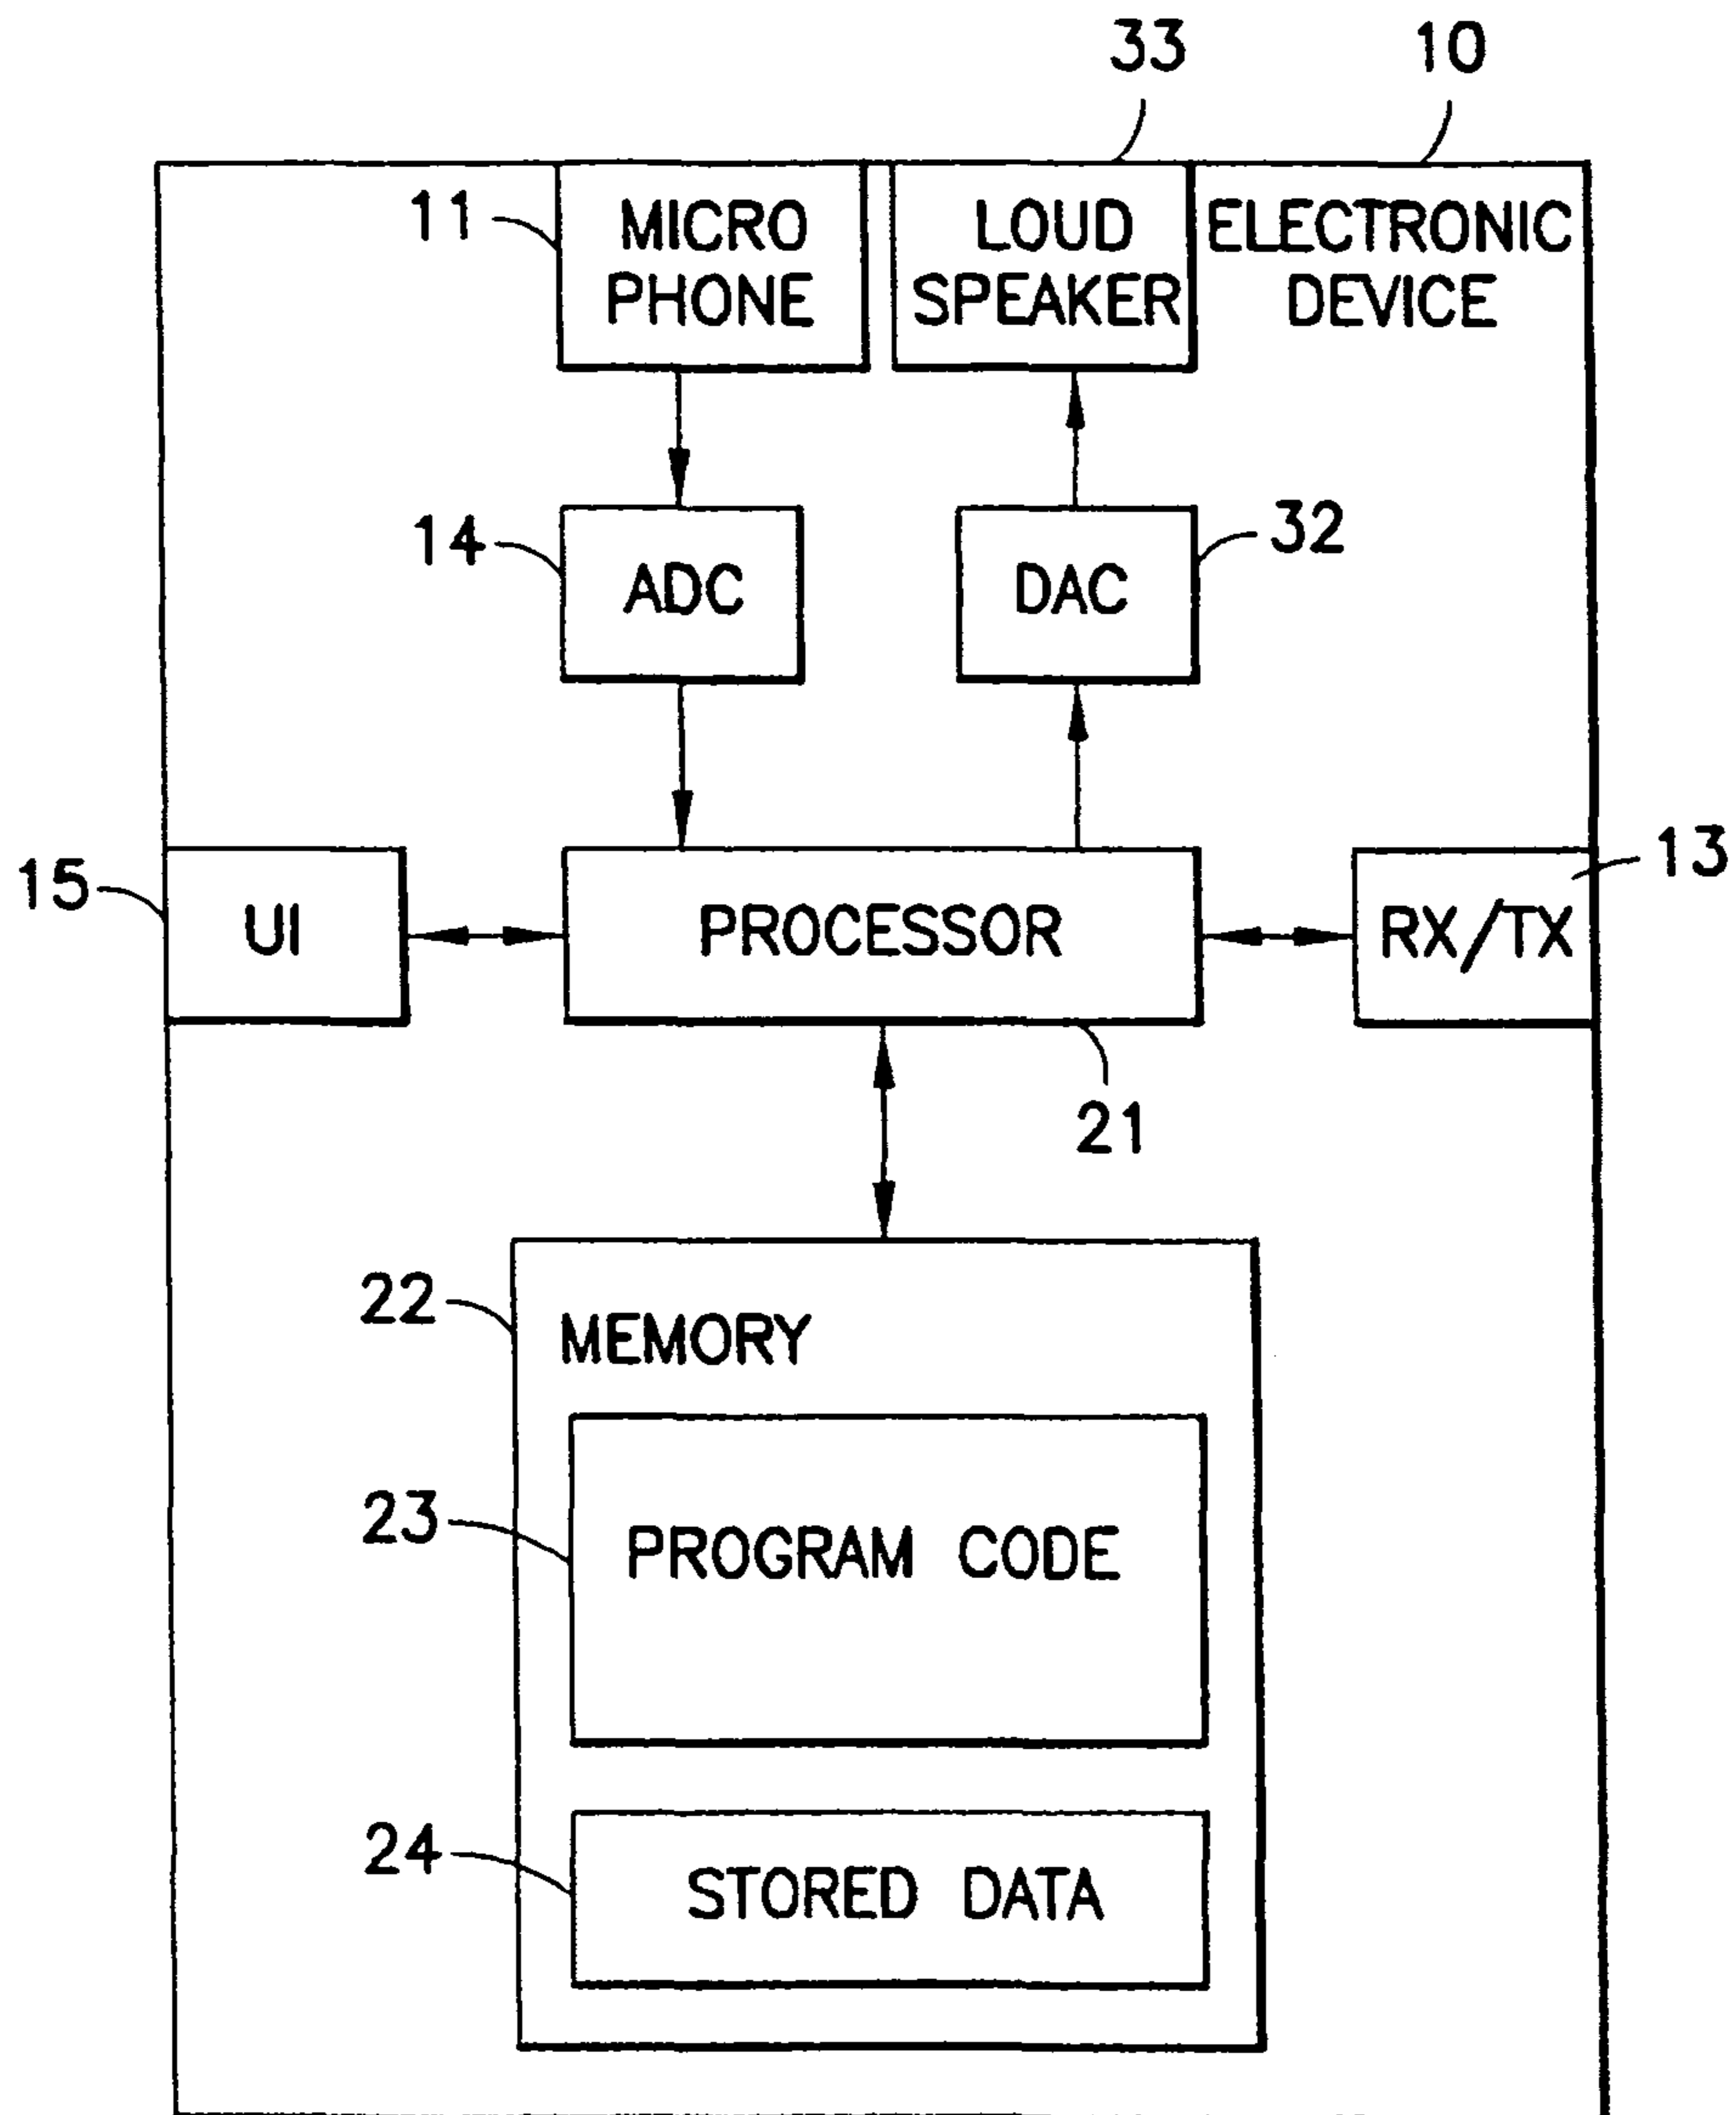 33
10
11
MICRO
PHONE
LOUD
SPEAKER
ELECTRONIC
DEVICE
14
ADC
DAC
32
15
UI
PROCESSOR
RX/TX
13
21
22
MEMORY
23
PROGRAM CODE
24
STORED DATA